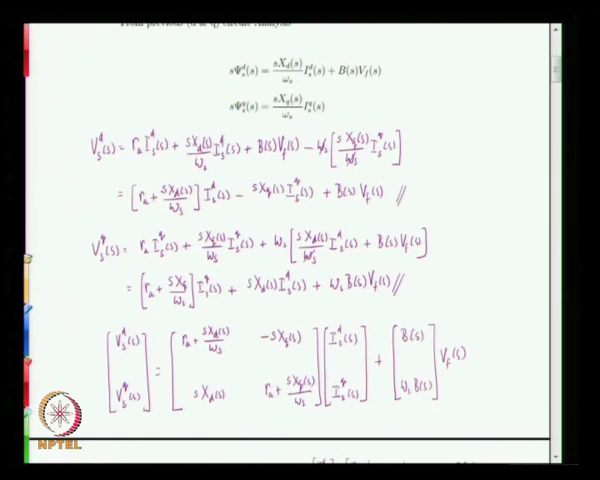 From previous (d & q) circuit Analysis
sΨ_s^d(s) = sX_d(s)/ω_s I_s^d(s) + B(s)V_f(s)
sΨ_s^q(s) = sX_q(s)/ω_s I_s^q(s)
V_s^d(s) = r_a I_s^d(s) + sX_d(s)/ω_s I_s^d(s) + B(s)V_f(s) - ω_s [ sX_q(s)/ω_s I_s^q(s) ]
= [ r_a + sX_d(s)/ω_s ] I_s^d(s) - sX_q(s) I_s^q(s) + B(s) V_f(s) //
V_s^q(s) = r_a I_s^q(s) + sX_q(s)/ω_s I_s^q(s) + ω_s [ sX_d(s)/ω_s I_s^d(s) + B(s) V_f(s) ]
= [ r_a + sX_q/ω_s ] I_s^q(s) + sX_d(s) I_s^d(s) + ω_s B(s) V_f(s) //
[ V_s^d(s) ; V_s^q(s) ] = [ r_a + sX_d(s)/ω_s , -sX_q(s) ; sX_d(s) , r_a + sX_q(s)/ω_s ] [ I_s^d(s) ; I_s^q(s) ] + [ B(s) ; ω_s B(s) ] V_f(s)
NPTEL